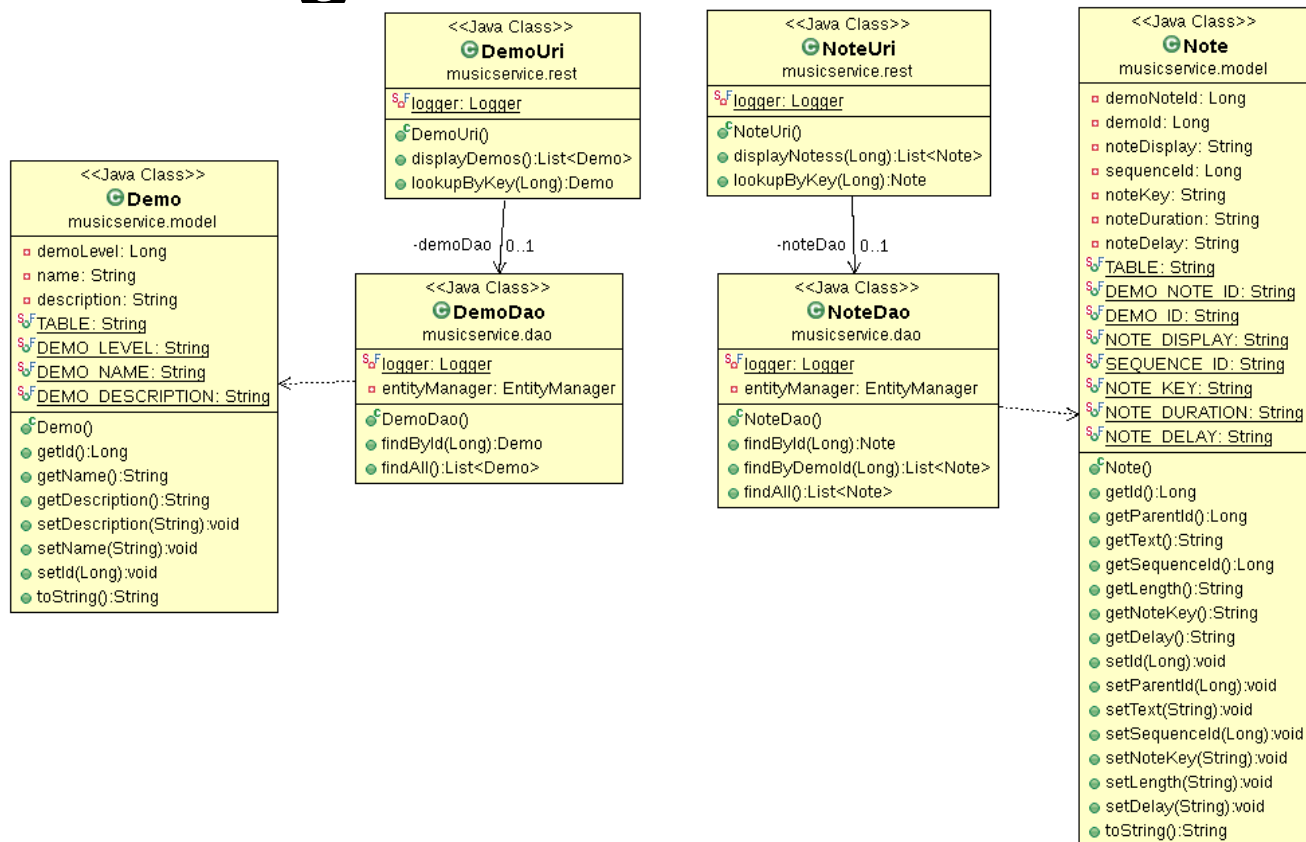 <<Java Class>>
DemoUri
musicservice.rest
logger: Logger
DemoUri()
displayDemos():List<Demo>
lookupByKey(Long):Demo
<<Java Class>>
NoteUri
musicservice.rest
logger: Logger
NoteUri()
displayNotess(Long):List<Note>
lookupByKey(Long):Note
<<Java Class>>
Note
musicservice.model
demoNoteId: Long
demoId: Long
noteDisplay: String
sequenceId: Long
noteKey: String
noteDuration: String
noteDelay: String
TABLE: String
DEMO_NOTE_ID: String
DEMO_ID: String
NOTE_DISPLAY: String
SEQUENCE_ID: String
NOTE_KEY: String
NOTE_DURATION: String
NOTE_DELAY: String
Note()
getId():Long
getParentId():Long
getText():String
getSequenceId():Long
getLength():String
getNoteKey():String
getDelay():String
setId(Long):void
setParentId(Long):void
setText(String):void
setSequenceId(Long):void
setNoteKey(String):void
setLength(String):void
setDelay(String):void
toString():String
<<Java Class>>
Demo
musicservice.model
demoLevel: Long
name: String
description: String
TABLE: String
DEMO_LEVEL: String
DEMO_NAME: String
DEMO_DESCRIPTION: String
Demo()
getId():Long
getName():String
getDescription():String
setDescription(String):void
setName(String):void
setId(Long):void
toString():String
-demoDao 0..1
<<Java Class>>
DemoDao
musicservice.dao
logger: Logger
entityManager: EntityManager
DemoDao()
findById(Long):Demo
findAll():List<Demo>
-noteDao 0..1
<<Java Class>>
NoteDao
musicservice.dao
logger: Logger
entityManager: EntityManager
NoteDao()
findById(Long):Note
findByDemoId(Long):List<Note>
findAll():List<Note>